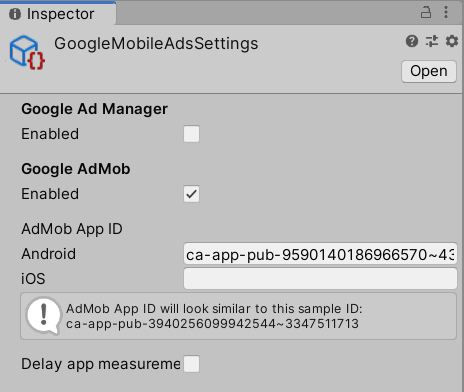 Inspector
GoogleMobileAdsSettings
Open
Google Ad Manager
Enabled
Google AdMob
Enabled
AdMob App ID
Android ca-app-pub-9590140186966570~43
iOS
AdMob App ID will look similar to this sample ID:
ca-app-pub-3940256099942544~3347511713
Delay app measureme